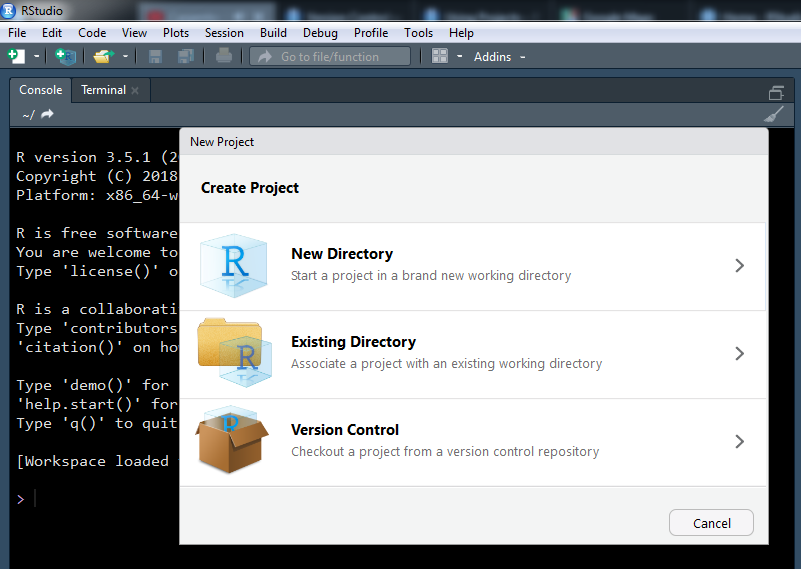 RStudio
File Edit Code View Plots Session Build Debug Profile Tools Help
Go to file/function Addins
Console Terminal
~/
R version 3.5.1 (2
Copyright (C) 2018
Platform: x86_64-w
R is free software
You are welcome to
Type 'license()' o
R is a collaborati
Type 'contributors
'citation()' on ho
Type 'demo()' for
'help.start()' for
Type 'q()' to quit
[Workspace loaded
>
New Project
Create Project
R
New Directory
Start a project in a brand new working directory
R
Existing Directory
Associate a project with an existing working directory
R
Version Control
Checkout a project from a version control repository
Cancel